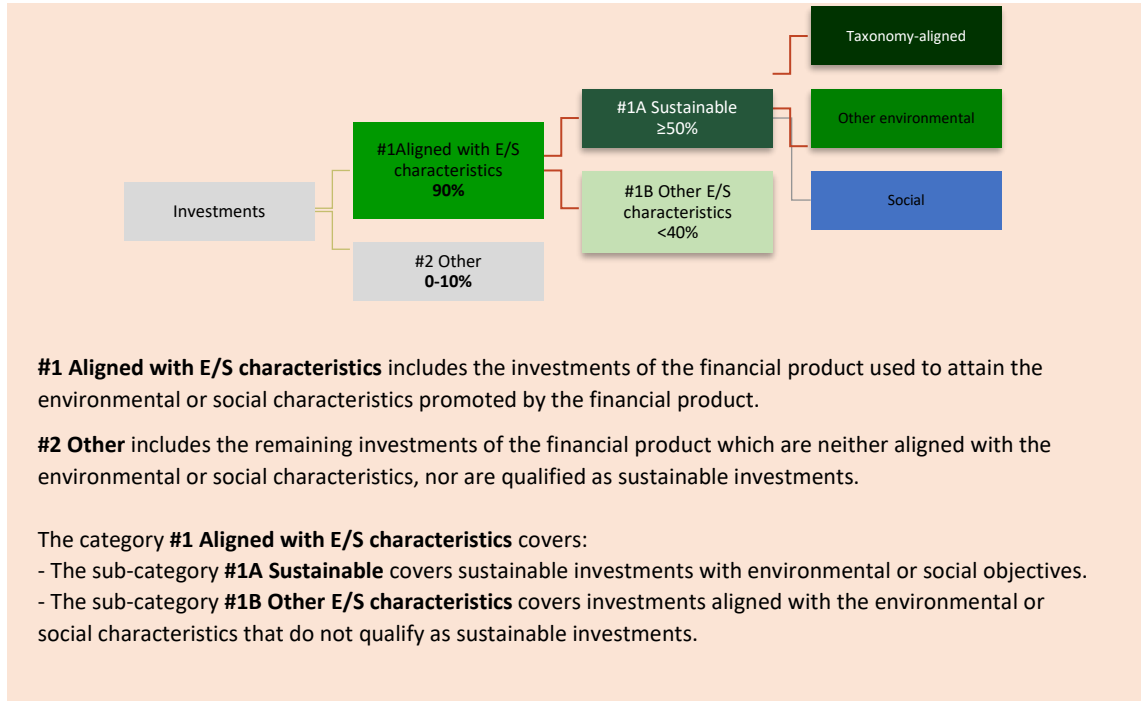 Taxonomy-aligned
#1A Sustainable
≥50%
Other environmental
#1Aligned with E/S
characteristics
90%
Investments
#1B Other E/S
characteristics
<40%
Social
#2 Other
0-10%
#1 Aligned with E/S characteristics includes the investments of the financial product used to attain the
environmental or social characteristics promoted by the financial product.
#2 Other includes the remaining investments of the financial product which are neither aligned with the
environmental or social characteristics, nor are qualified as sustainable investments.
The category #1 Aligned with E/S characteristics covers:
- The sub-category #1A Sustainable covers sustainable investments with environmental or social objectives.
- The sub-category #1B Other E/S characteristics covers investments aligned with the environmental or
social characteristics that do not qualify as sustainable investments.